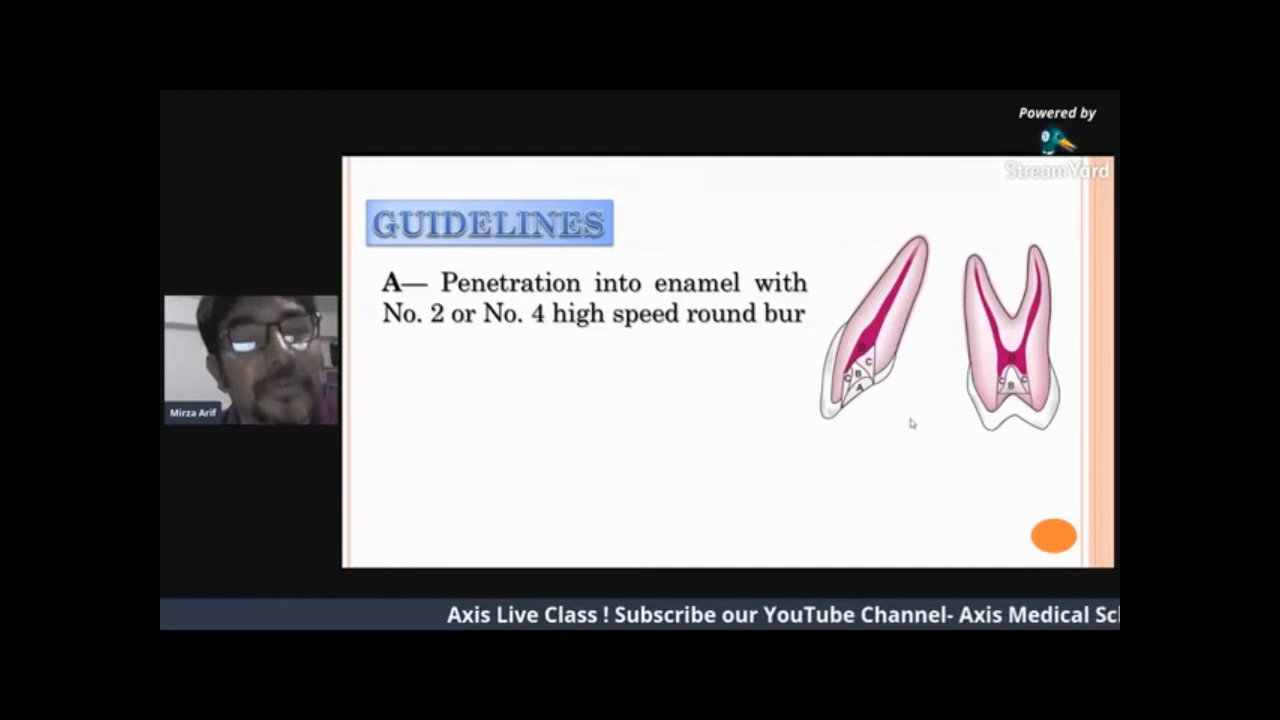 Powered by
StreamYard
GUIDELINES
A— Penetration into enamel with
No. 2 or No. 4 high speed round bur
D
C
C B
A
D
C C
B
Mirza Arif
Axis Live Class ! Subscribe our YouTube Channel- Axis Medical Sc